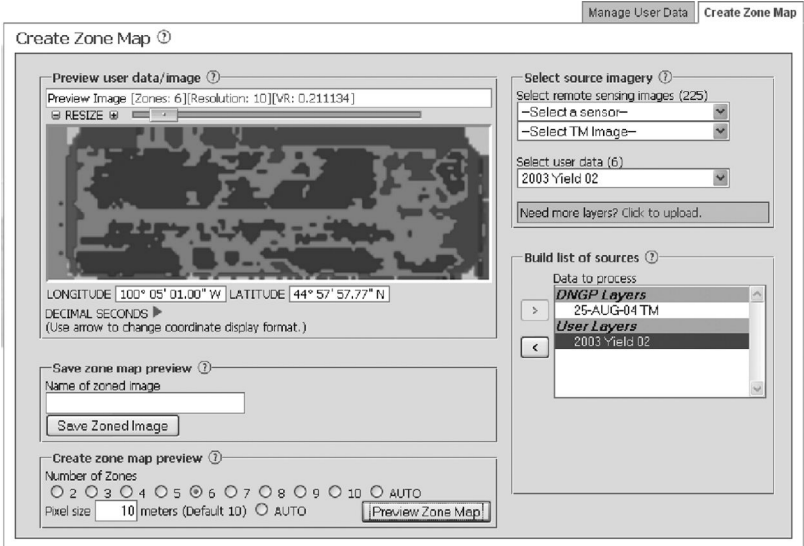 Manage User Data Create Zone Map
Create Zone Map ?
Preview user data/image ?
Preview Image [Zones: 6][Resolution: 10][VR: 0.211134]
RESIZE
LONGITUDE 100° 05' 01.00" W LATITUDE 44° 57' 57.77" N
DECIMAL SECONDS
(Use arrow to change coordinate display format.)
Save zone map preview ?
Name of zoned image
Save Zoned Image
Create zone map preview ?
Number of Zones
2 3 4 5 6 7 8 9 10 AUTO
Pixel size 10 meters (Default 10) AUTO Preview Zone Map
Select source imagery ?
Select remote sensing images (225)
--Select a sensor--
--Select TM Image--
Select user data (6)
2003 Yield 02
Need more layers? Click to upload.
Build list of sources ?
Data to process
DNGP Layers
> 25-AUG-04 TM
User Layers
< 2003 Yield 02